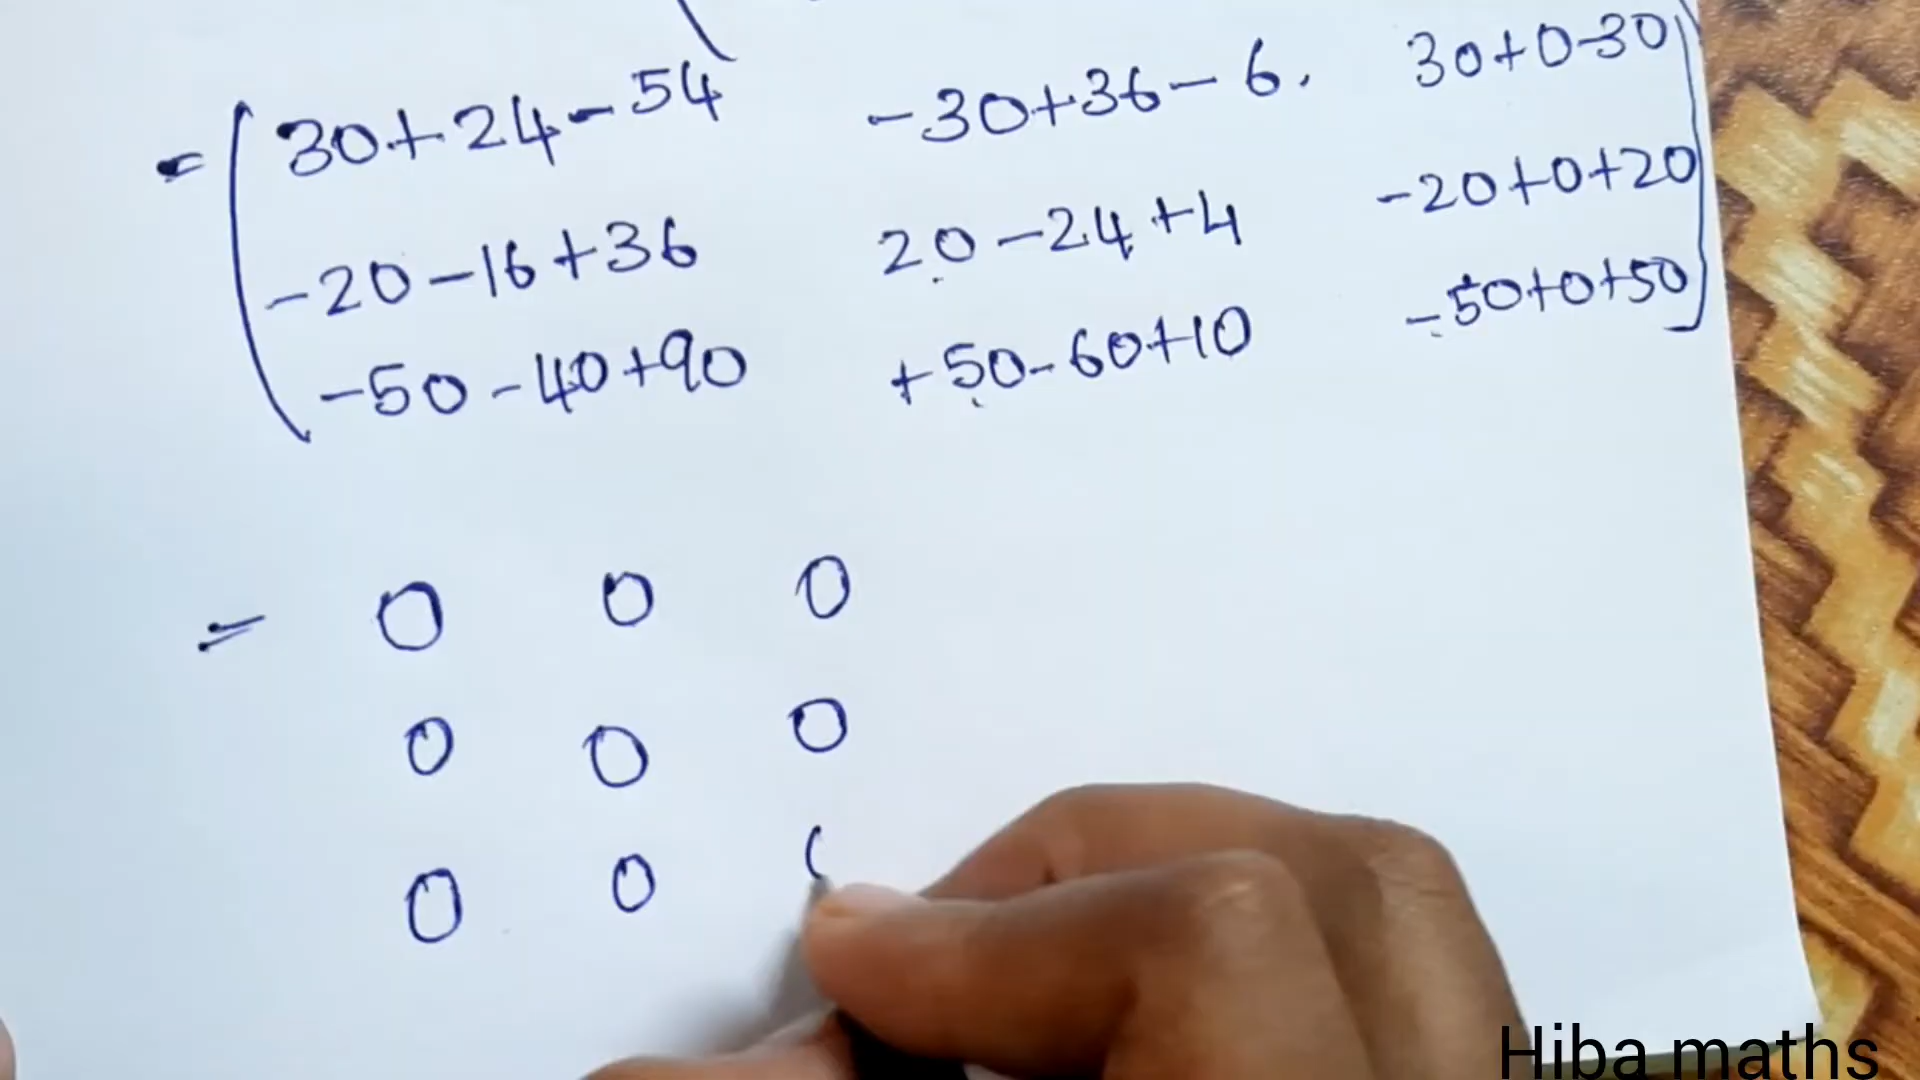 = ( 30+24-54 -30+36-6. 30+0-30 )
-20-16+36 20-24+4 -20+0+20
-50-40+90 +50-60+10 -50+0+50
= 0 0 0
0 0 0
0 0
Hiba maths